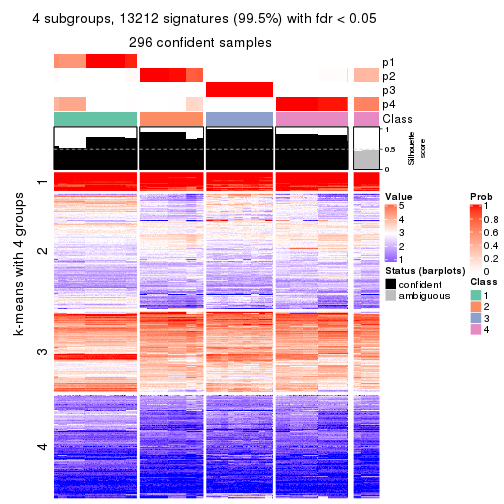 4 subgroups, 13212 signatures (99.5%) with fdr < 0.05
296 confident samples
p1
p2
p3
p4
Class
1
0.5
0
Silhouette
score
k-means with 4 groups
1
2
3
4
Value
5
4
3
2
1
Status (barplots)
confident
ambiguous
Prob
1
0.8
0.6
0.4
0.2
0
Class
1
2
3
4